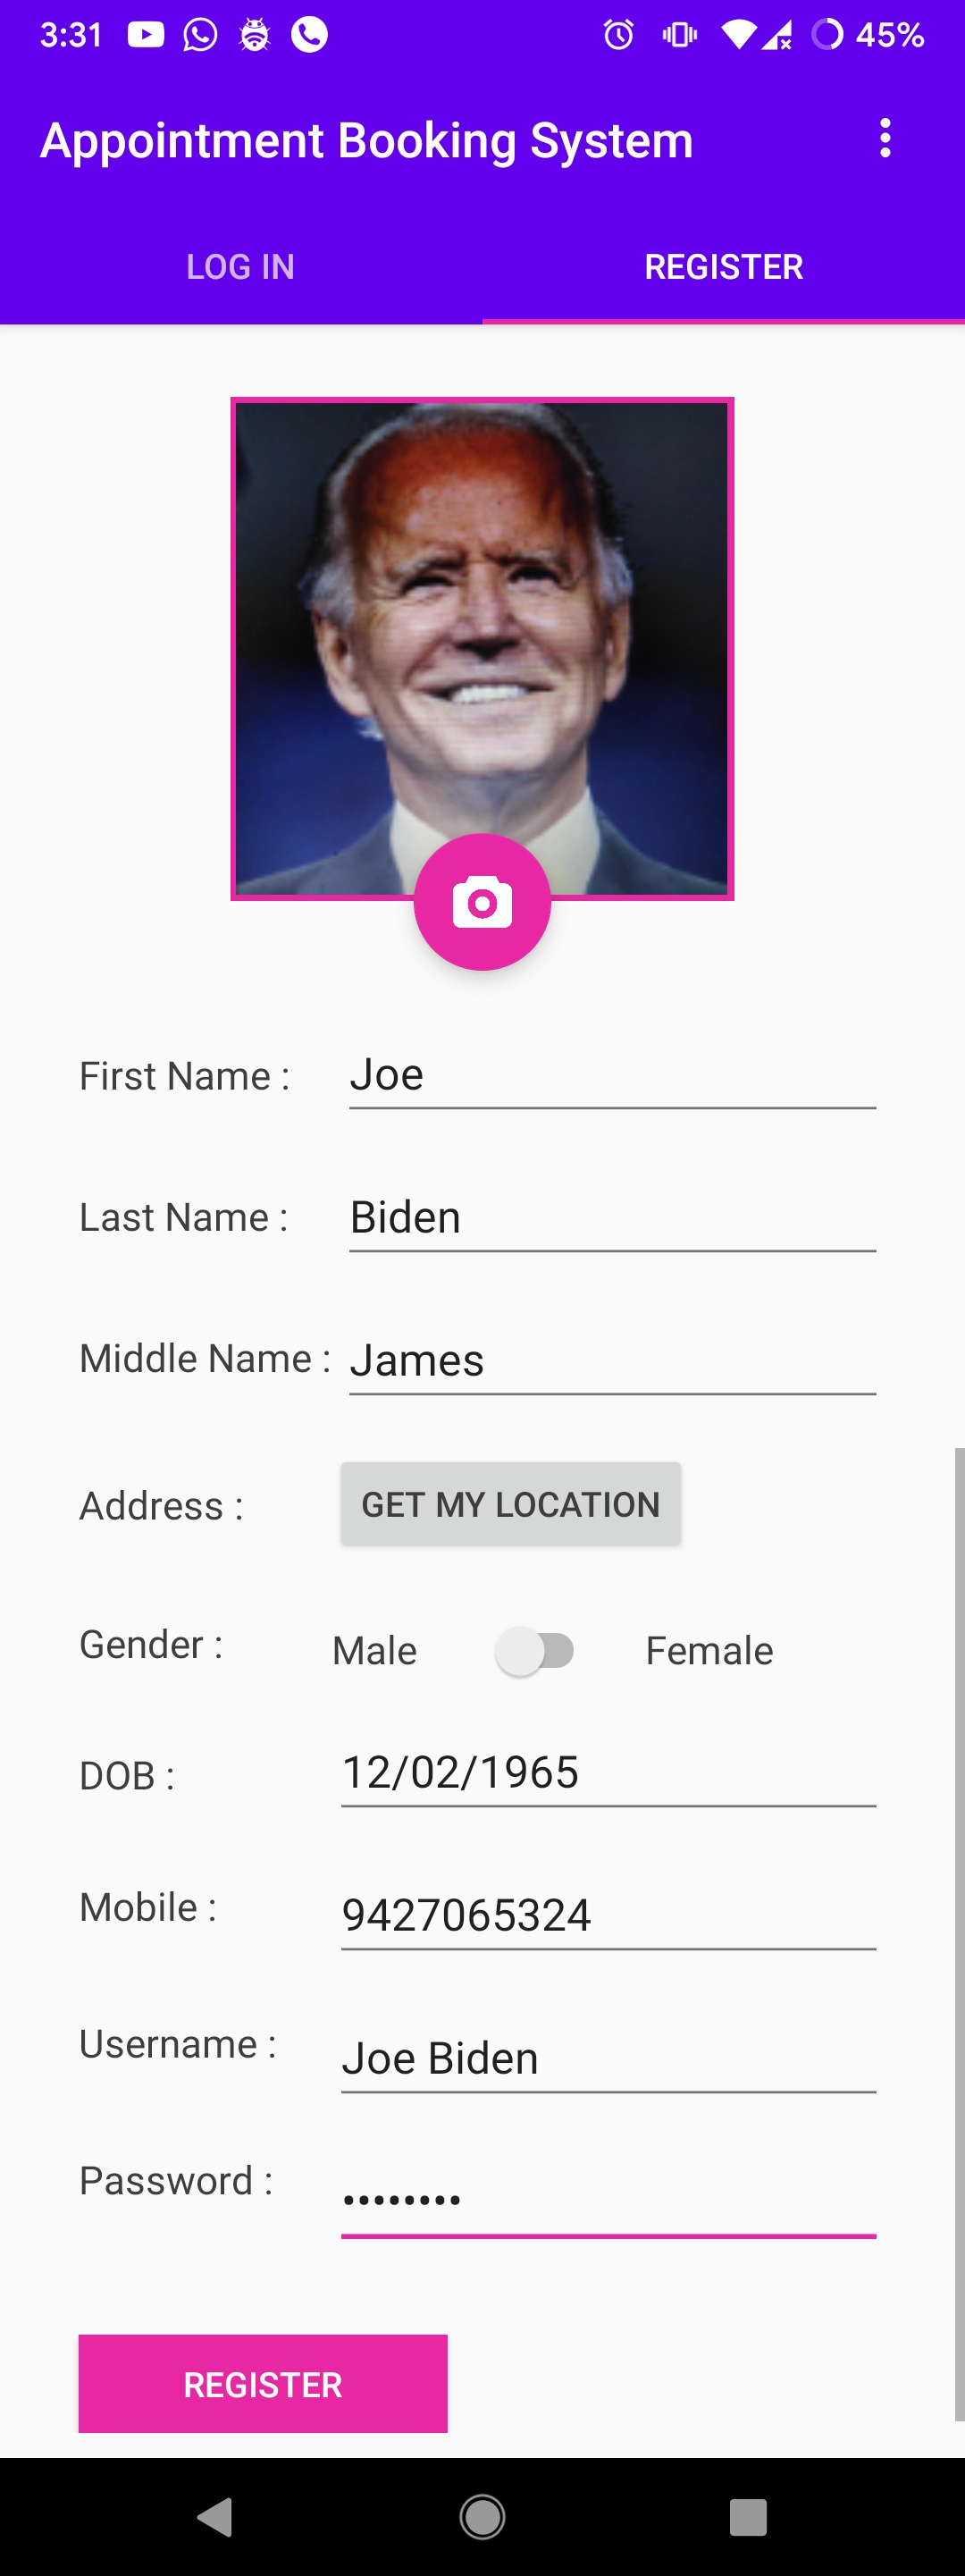 3:31 45%
Appointment Booking System
LOG IN REGISTER
First Name : Joe
Last Name : Biden
Middle Name : James
Address : GET MY LOCATION
Gender : Male Female
DOB : 12/02/1965
Mobile : 9427065324
Username : Joe Biden
Password : ••••••••
REGISTER